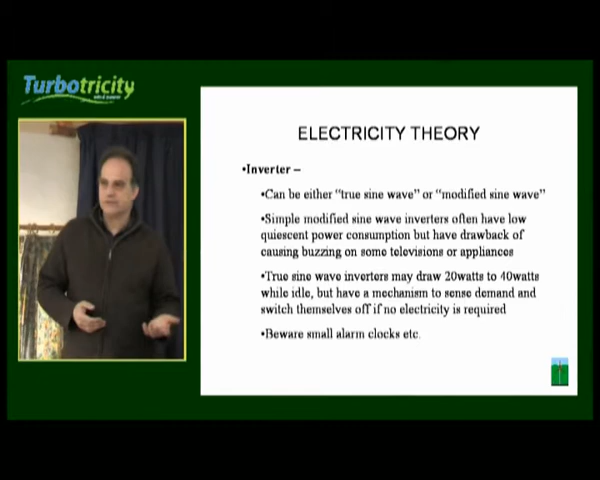 Turbotricity
ELECTRICITY THEORY
•Inverter –
•Can be either “true sine wave” or “modified sine wave”
•Simple modified sine wave inverters often have low
quiescent power consumption but have drawback of
causing buzzing on some televisions or appliances
•True sine wave inverters may draw 20watts to 40watts
while idle, but have a mechanism to sense demand and
switch themselves off if no electricity is required
•Beware small alarm clocks etc.